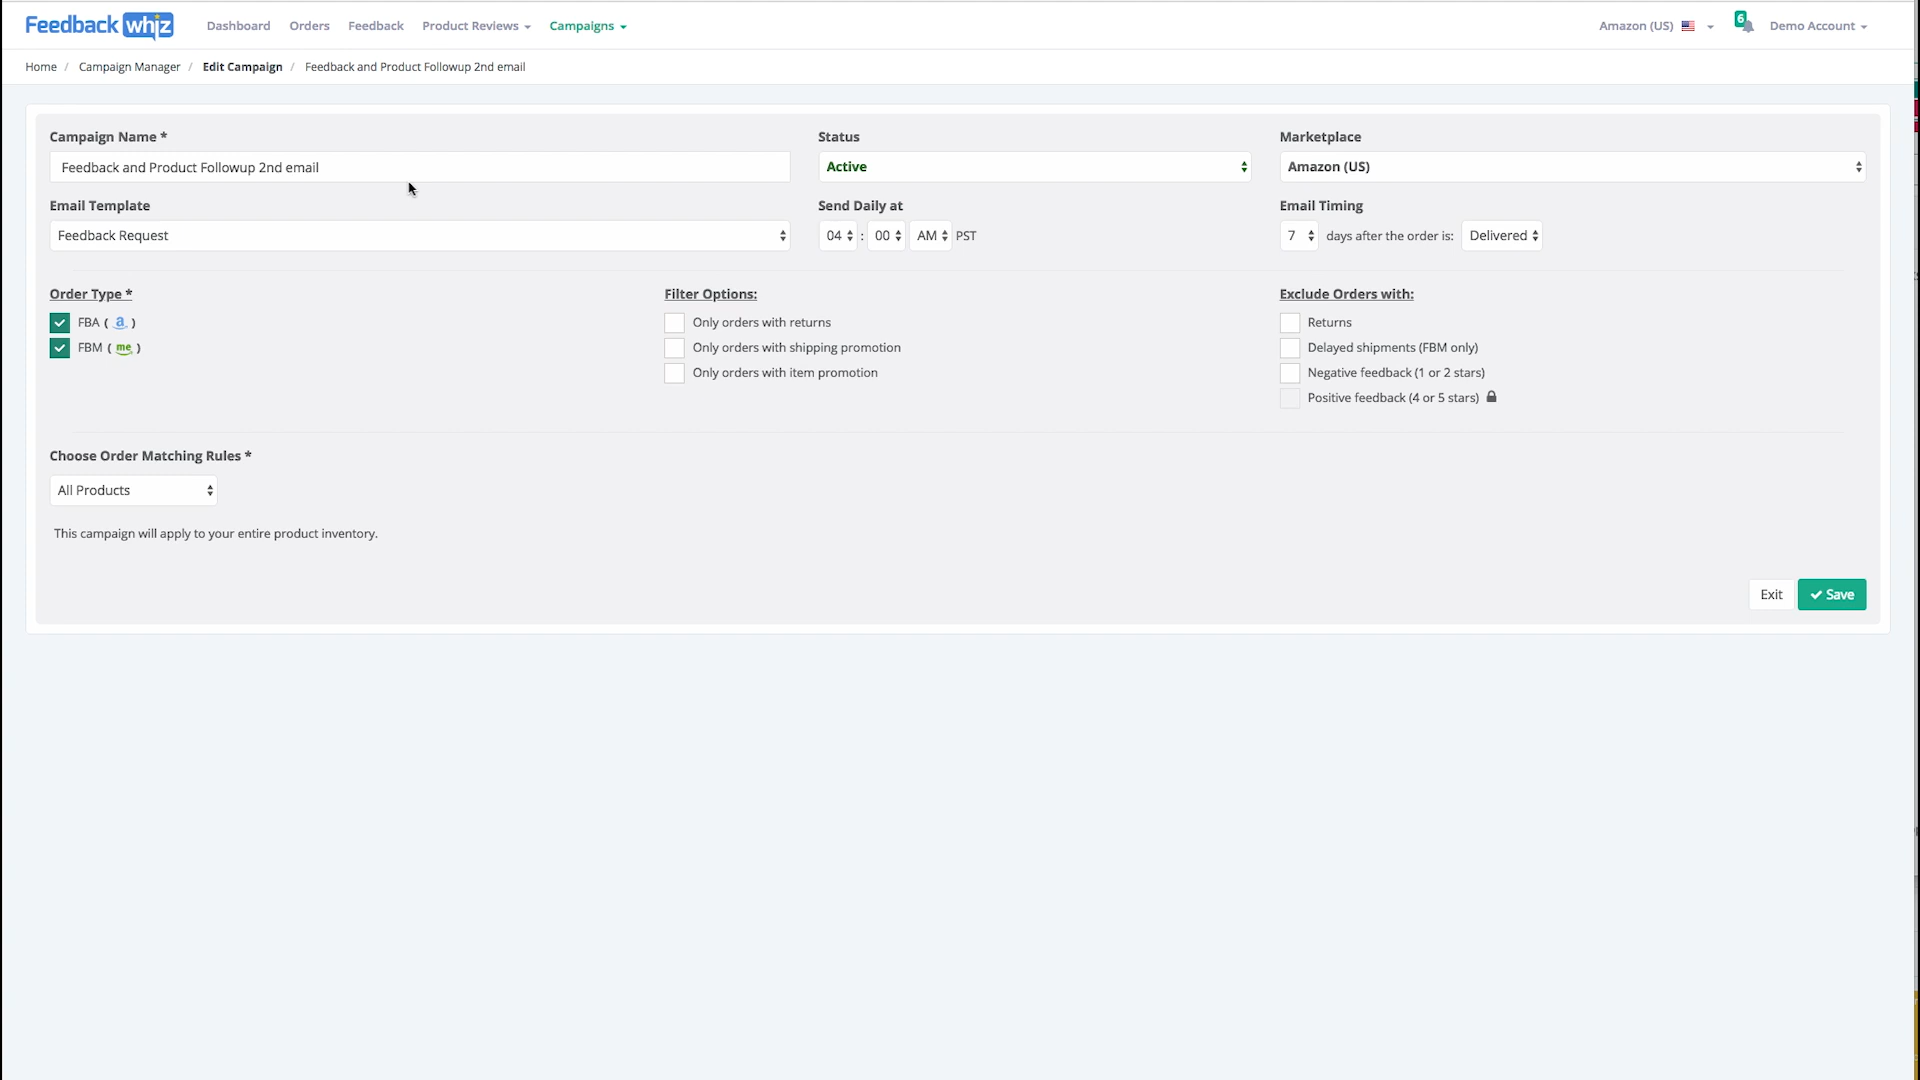 Feedback whiz Dashboard Orders Feedback Product Reviews Campaigns Amazon (US) 6 Demo Account
Home / Campaign Manager / Edit Campaign / Feedback and Product Followup 2nd email
Campaign Name * Status Marketplace
Feedback and Product Followup 2nd email Active Amazon (US)
Email Template Send Daily at Email Timing
Feedback Request 04 : 00 AM PST 7 days after the order is: Delivered
Order Type * Filter Options: Exclude Orders with:
FBA ( a ) Only orders with returns Returns
FBM ( me ) Only orders with shipping promotion Delayed shipments (FBM only)
Only orders with item promotion Negative feedback (1 or 2 stars)
Positive feedback (4 or 5 stars)
Choose Order Matching Rules *
All Products
This campaign will apply to your entire product inventory.
Exit Save